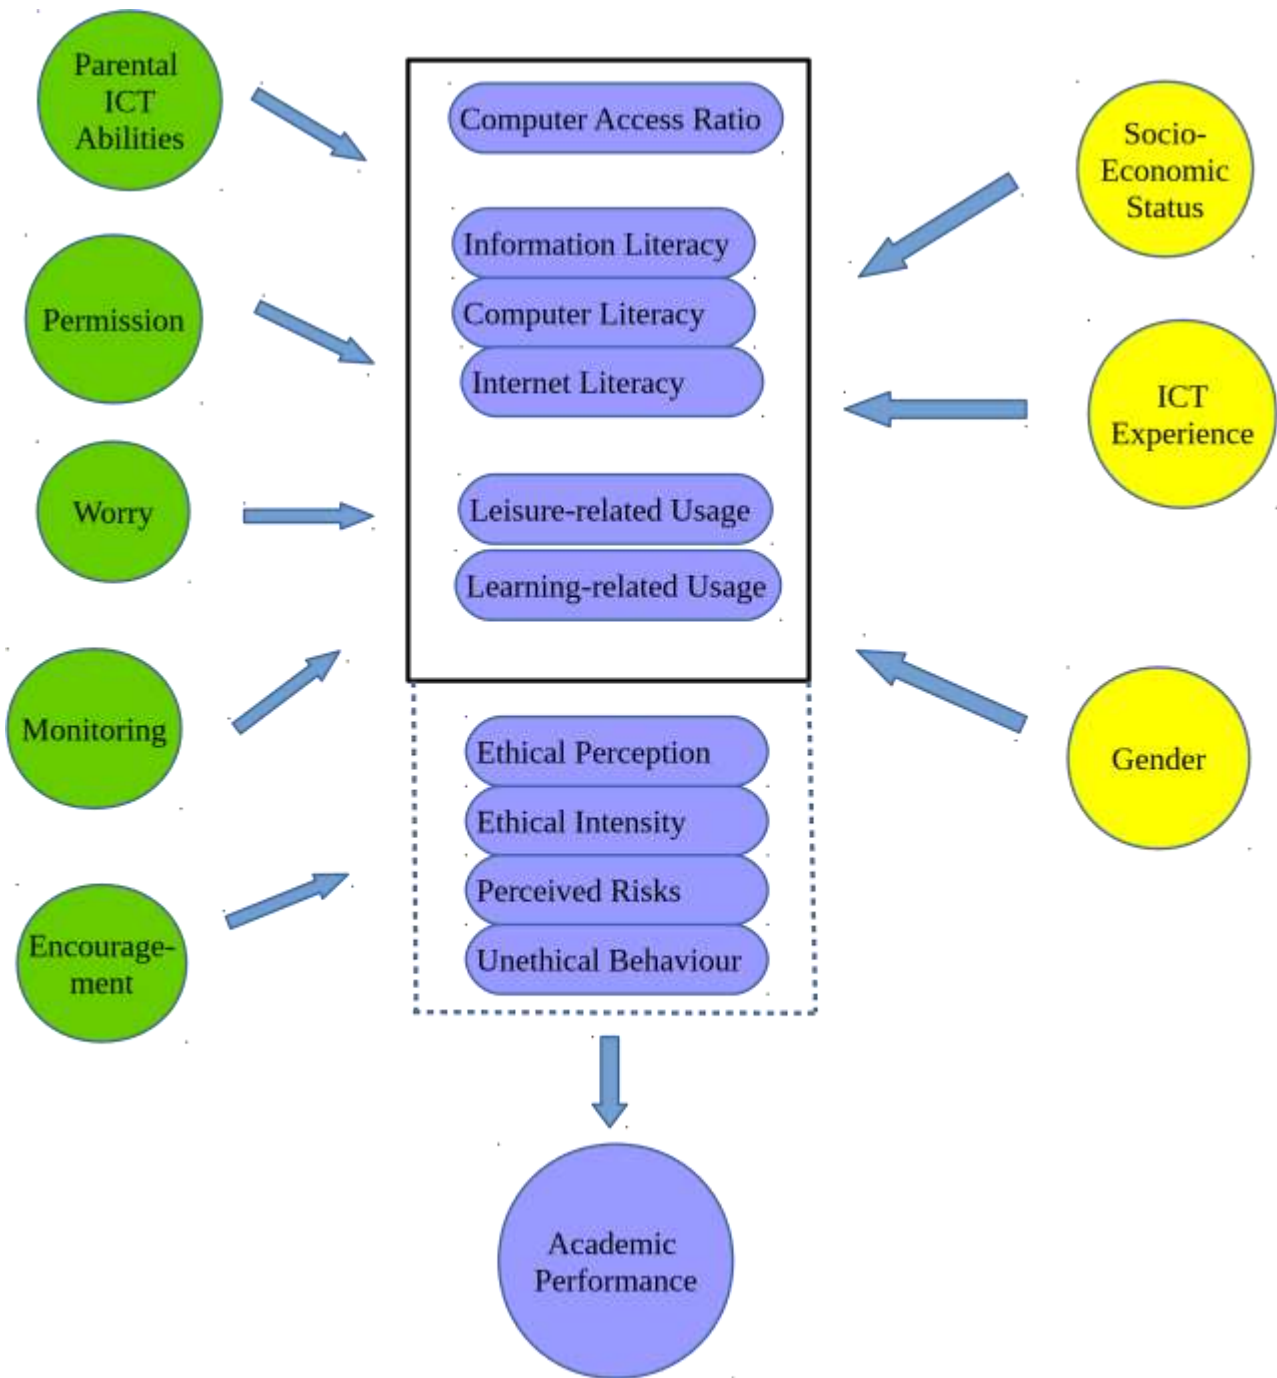 Parental
ICT
Abilities
Permission
Worry
Monitoring
Encourage-
ment
Computer Access Ratio
Information Literacy
Computer Literacy
Internet Literacy
Leisure-related Usage
Learning-related Usage
Ethical Perception
Ethical Intensity
Perceived Risks
Unethical Behaviour
Socio-
Economic
Status
ICT
Experience
Gender
Academic
Performance